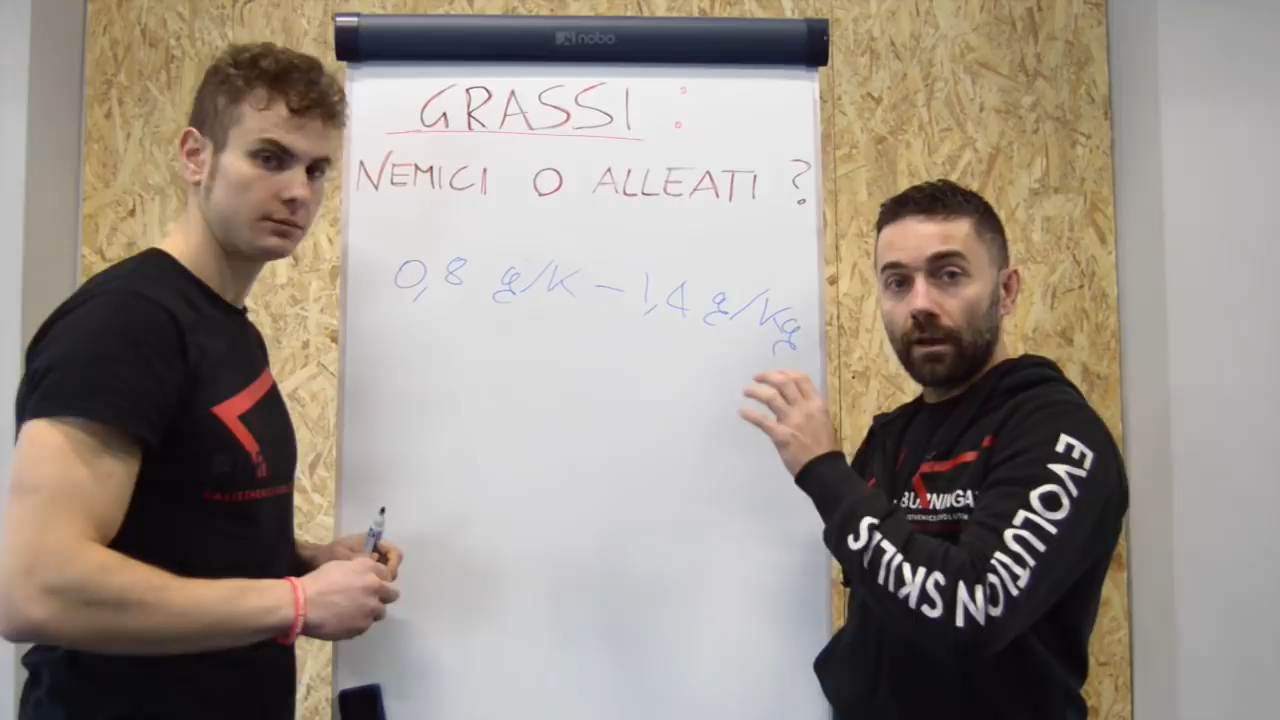 nobo
GRASSI :
NEMICI O ALLEATI ?
0,8 g/K - 1,4 g/Kg
EVOLUTION SKILLS